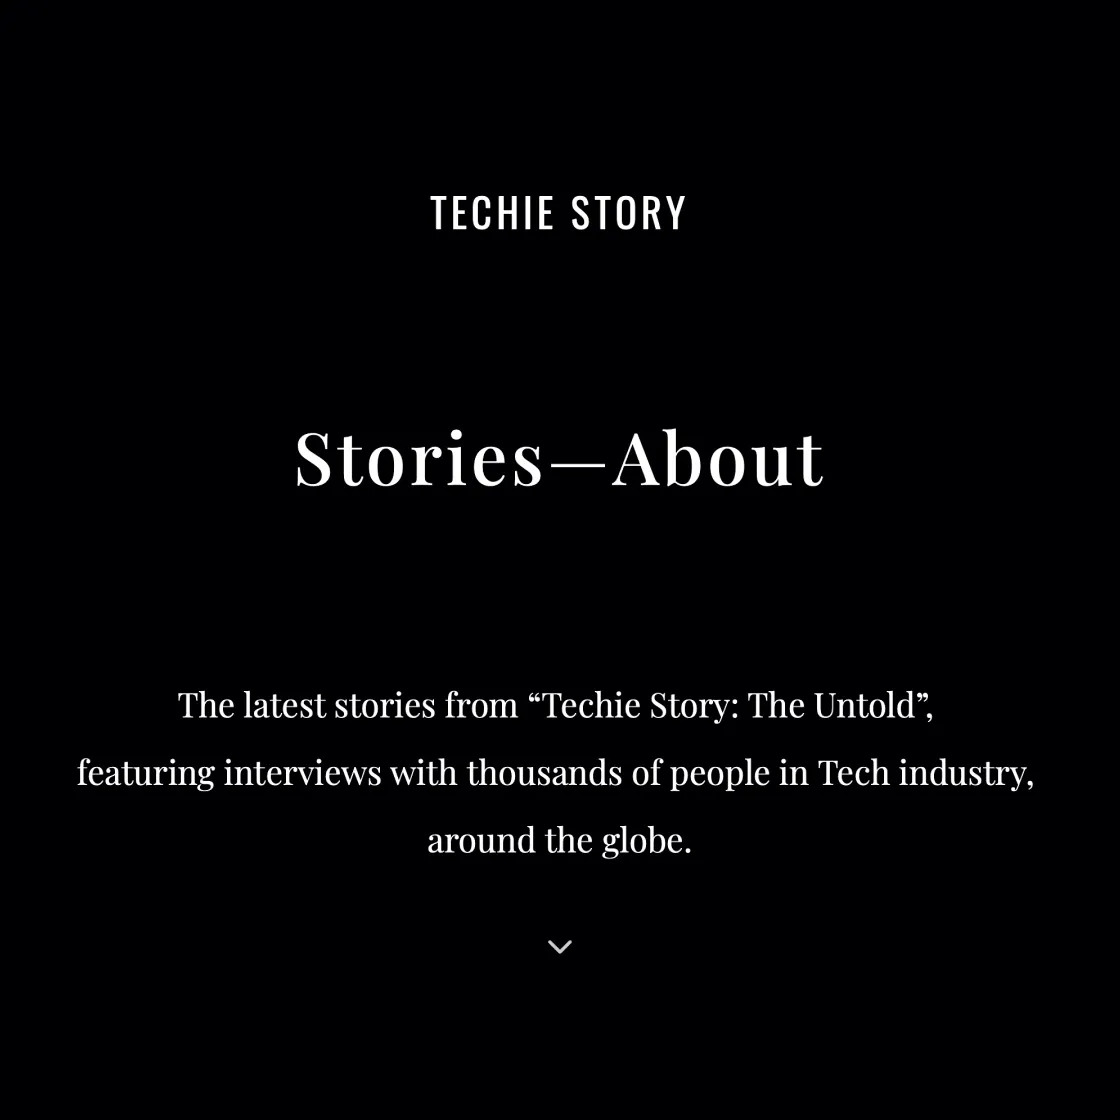 TECHIE STORY
Stories—About
The latest stories from “Techie Story: The Untold”,
featuring interviews with thousands of people in Tech industry,
around the globe.